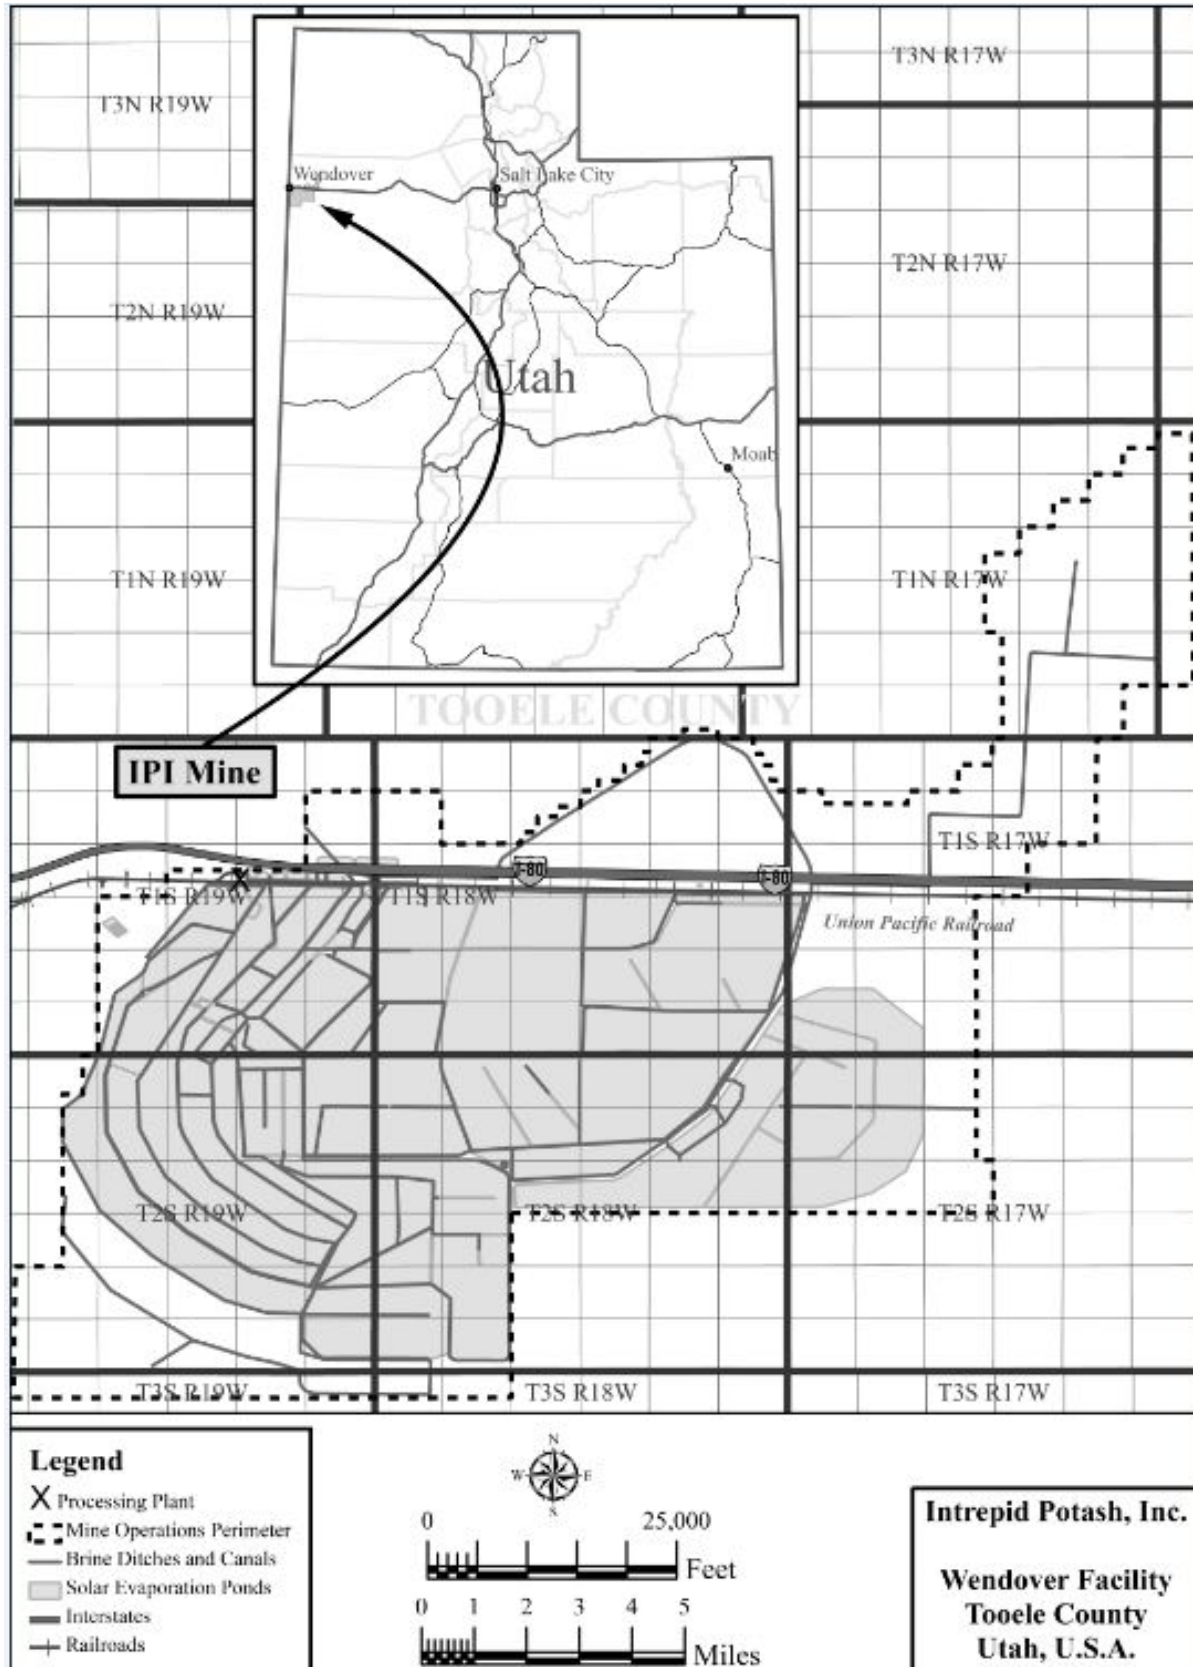 T3N R19W
T3N R17W
Wendover
Salt Lake City
T2N R19W
T2N R17W
Utah
Moab
T1N R19W
T1N R17W
TOOELE COUNTY
IPI Mine
T1S R17W
I-80
I-80
T1S R19W
T1S R18W
Union Pacific Railroad
T2S R19W
T2S R18W
T2S R17W
T3S R19W
T3S R18W
T3S R17W
Legend
X Processing Plant
Mine Operations Perimeter
Brine Ditches and Canals
Solar Evaporation Ponds
Interstates
Railroads
N
W
E
S
0 25,000
Feet
0 1 2 3 4 5
Miles
Intrepid Potash, Inc.
Wendover Facility
Tooele County
Utah, U.S.A.